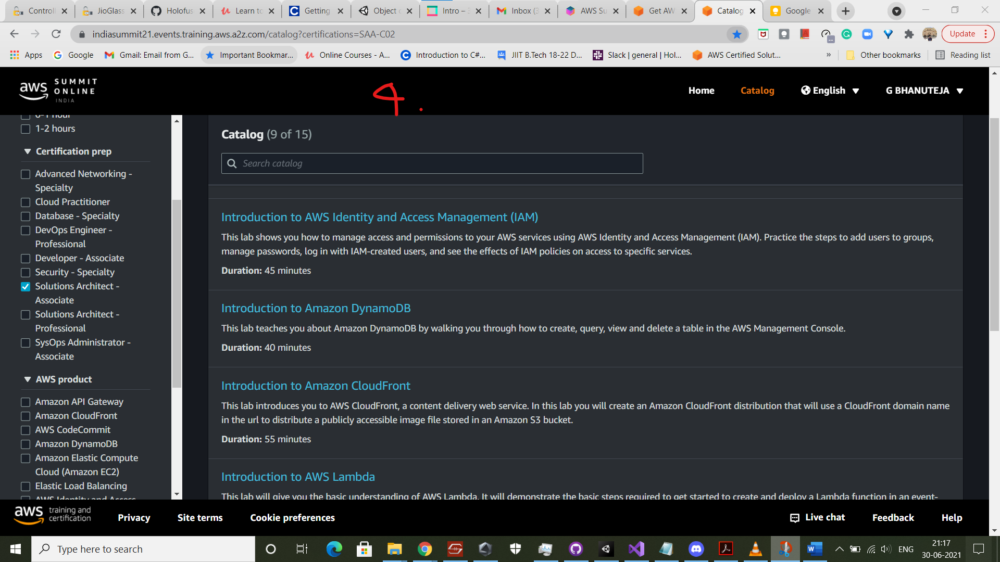 Controll
JioGlass
Holofus
Learn to
Getting
Object c
Intro –
Inbox (3
AWS Su
Get AW
Catalog
Google
indiasummit21.events.training.aws.a2z.com/catalog?certifications=SAA-C02
Update
Apps
Google
Gmail: Email from G...
Important Bookmar...
Online Courses - A...
Introduction to C#...
JIIT B.Tech 18-22 D...
Slack | general | Hol...
AWS Certified Solut...
»
Other bookmarks
Reading list
aws
SUMMIT
ONLINE
INDIA
4.
Home
Catalog
English
G BHANUTEJA
0-1 hour
1-2 hours
Certification prep
Advanced Networking -
Specialty
Cloud Practitioner
Database - Specialty
DevOps Engineer -
Professional
Developer - Associate
Security - Specialty
Solutions Architect -
Associate
Solutions Architect -
Professional
SysOps Administrator -
Associate
AWS product
Amazon API Gateway
Amazon CloudFront
AWS CodeCommit
Amazon DynamoDB
Amazon Elastic Compute
Cloud (Amazon EC2)
Elastic Load Balancing
AWS Identity and Access
Catalog (9 of 15)
Search catalog
Introduction to AWS Identity and Access Management (IAM)
This lab shows you how to manage access and permissions to your AWS services using AWS Identity and Access Management (IAM). Practice the steps to add users to groups,
manage passwords, log in with IAM-created users, and see the effects of IAM policies on access to specific services.
Duration: 45 minutes
Introduction to Amazon DynamoDB
This lab teaches you about Amazon DynamoDB by walking you through how to create, query, view and delete a table in the AWS Management Console.
Duration: 40 minutes
Introduction to Amazon CloudFront
This lab introduces you to AWS CloudFront, a content delivery web service. In this lab you will create an Amazon CloudFront distribution that will use a CloudFront domain name
in the url to distribute a publicly accessible image file stored in an Amazon S3 bucket.
Duration: 55 minutes
Introduction to AWS Lambda
This lab will give you the basic understanding of AWS Lambda. It will demonstrate the basic steps required to get started to create and deploy a Lambda function in an event-
aws
training and
certification
Privacy
Site terms
Cookie preferences
Live chat
Feedback
Help
Type here to search
ENG
21:17
30-06-2021